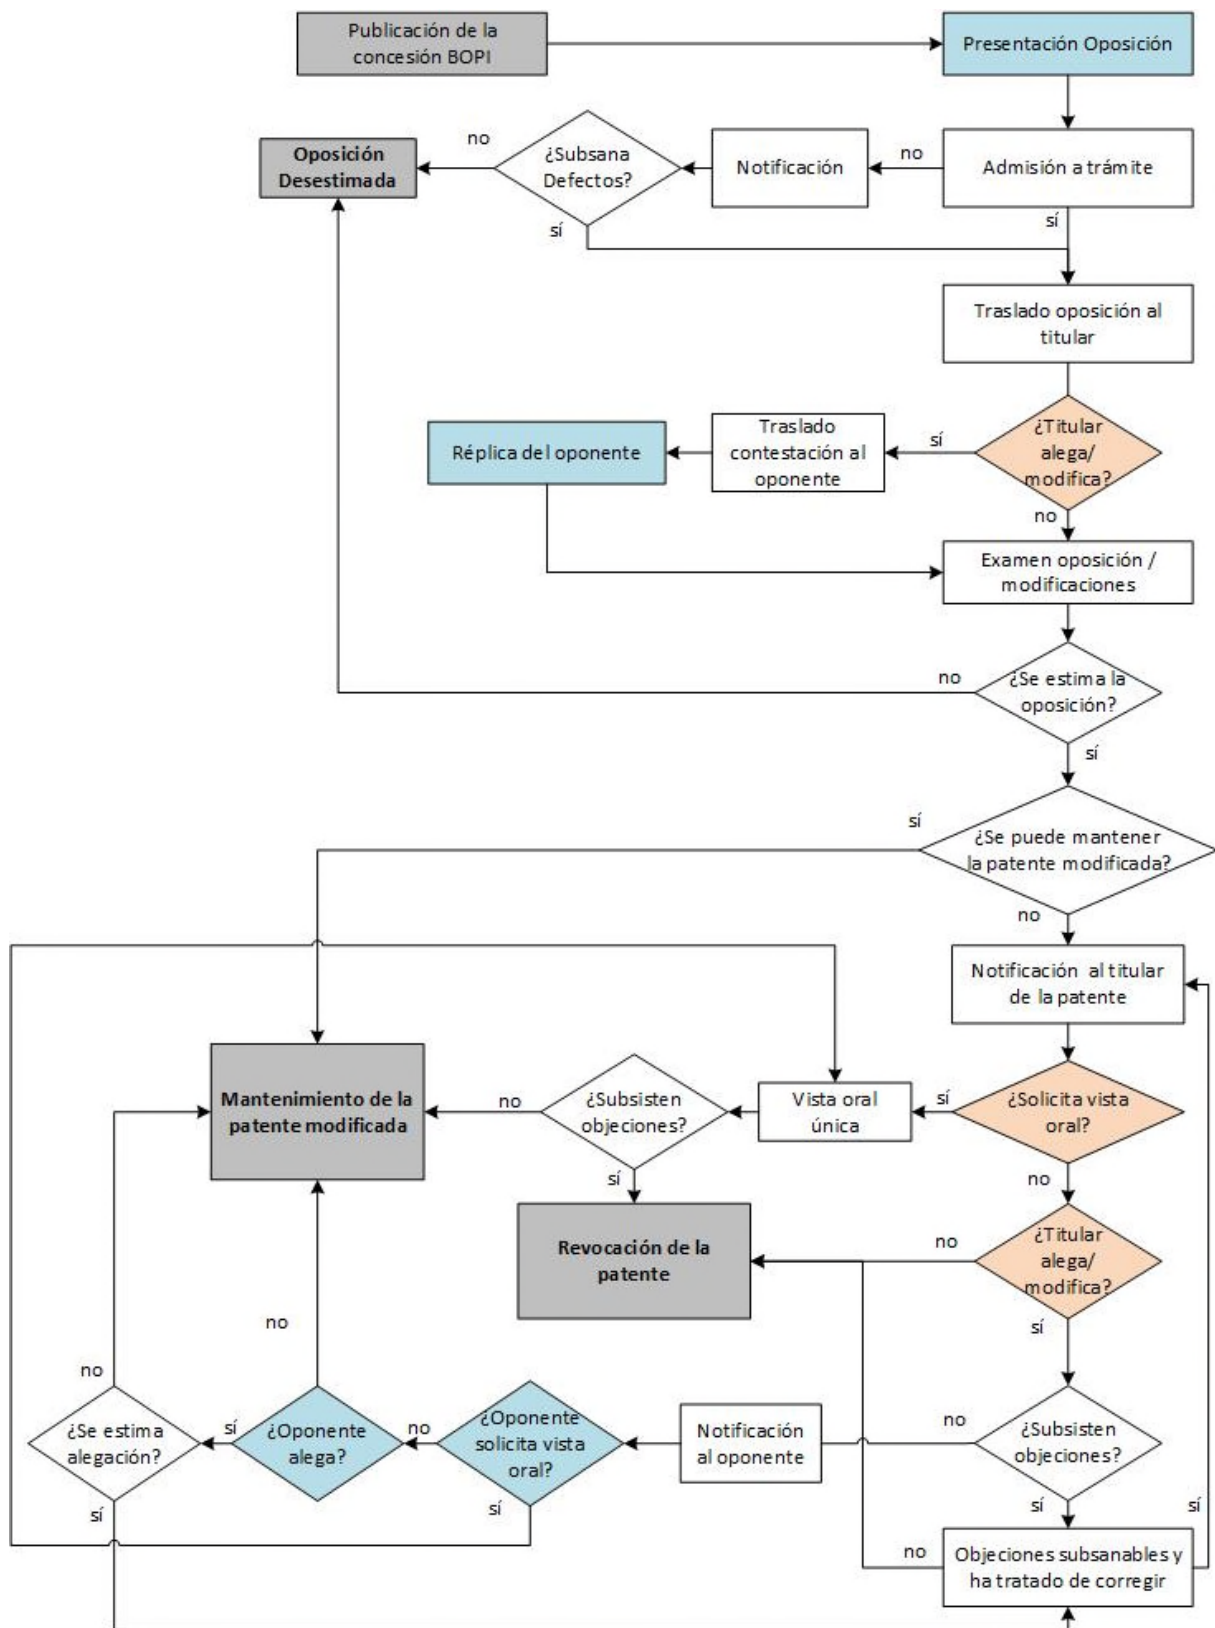 Publicación de la
concesión BOPI
Presentación Oposición
Oposición
Desestimada
no
¿Subsana
Defectos?
Notificación
no
Admisión a trámite
sí
sí
Traslado oposición al
titular
Réplica del oponente
Traslado
contestación al
oponente
sí
¿Titular
alega/
modifica?
no
Examen oposición /
modificaciones
no
¿Se estima la
oposición?
sí
sí
¿Se puede mantener
la patente modificada?
no
Notificación al titular
de la patente
Mantenimiento de la
patente modificada
no
¿Subsisten
objeciones?
Vista oral
única
sí
¿Solicita vista
oral?
sí
no
Revocación de la
patente
no
¿Titular
alega/
modifica?
sí
no
no
¿Se estima
alegación?
sí
¿Oponente
alega?
no
¿Oponente
solicita vista
oral?
Notificación
al oponente
no
¿Subsisten
objeciones?
sí
sí
sí
sí
no
Objeciones subsanables y
ha tratado de corregir